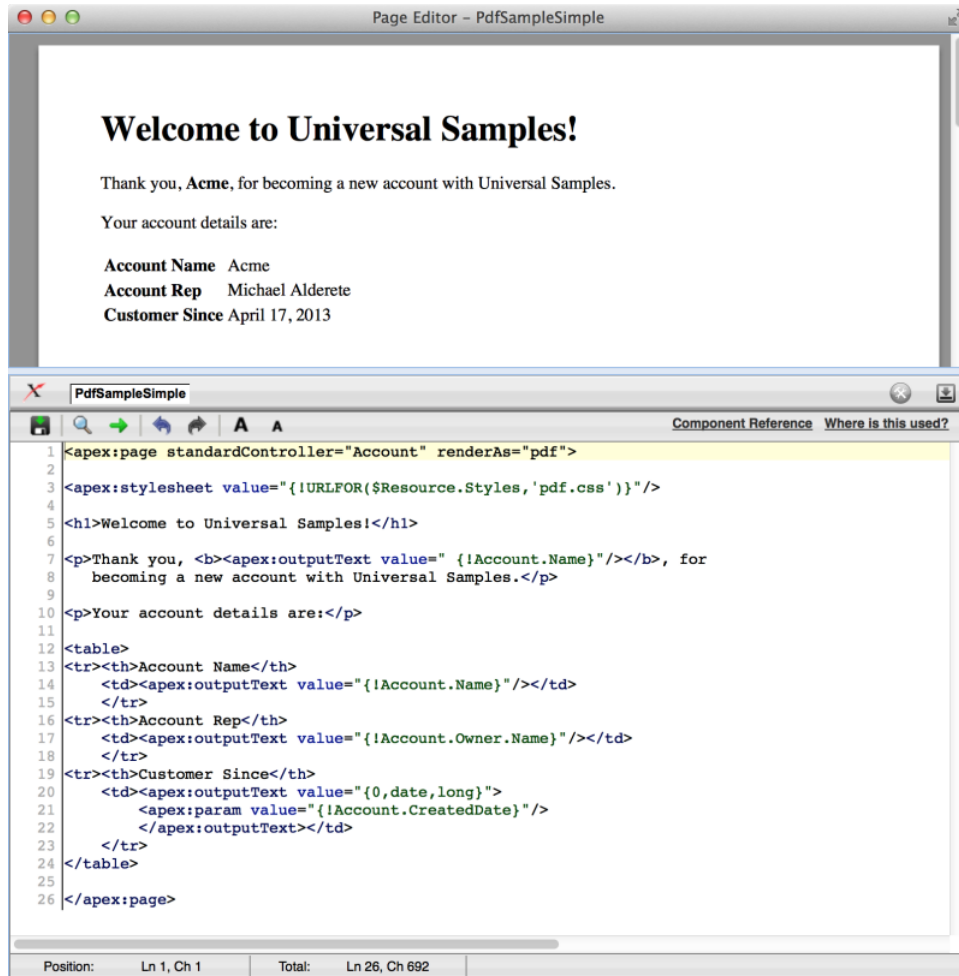 Page Editor – PdfSampleSimple
Welcome to Universal Samples!
Thank you, Acme, for becoming a new account with Universal Samples.
Your account details are:
Account Name Acme
Account Rep Michael Alderete
Customer Since April 17, 2013
PdfSampleSimple
A A Component Reference Where is this used?
1 <apex:page standardController="Account" renderAs="pdf">
2
3 <apex:stylesheet value="{!URLFOR($Resource.Styles,'pdf.css')}"/>
4
5 <h1>Welcome to Universal Samples!</h1>
6
7 <p>Thank you, <b><apex:outputText value=" {!Account.Name}"/></b>, for
8 becoming a new account with Universal Samples.</p>
9
10 <p>Your account details are:</p>
11
12 <table>
13 <tr><th>Account Name</th>
14 <td><apex:outputText value="{!Account.Name}"/></td>
15 </tr>
16 <tr><th>Account Rep</th>
17 <td><apex:outputText value="{!Account.Owner.Name}"/></td>
18 </tr>
19 <tr><th>Customer Since</th>
20 <td><apex:outputText value="{0,date,long}">
21 <apex:param value="{!Account.CreatedDate}"/>
22 </apex:outputText></td>
23 </tr>
24 </table>
25
26 </apex:page>
Position: Ln 1, Ch 1 Total: Ln 26, Ch 692